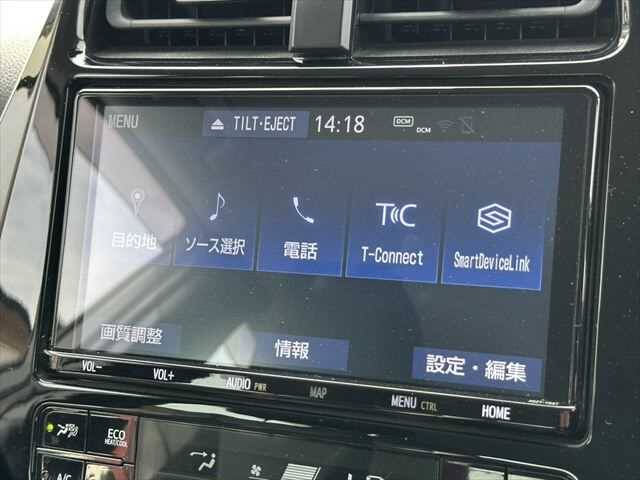 MENU
TILT·EJECT
14:18
DCM
DCM
目的地
ソース選択
電話
T-Connect
SmartDeviceLink
画質調整
情報
設定・編集
VOL−
VOL+
AUDIO PWR
MAP
MENU CTRL
HOME
ECO
HEAT/COOL
A/C